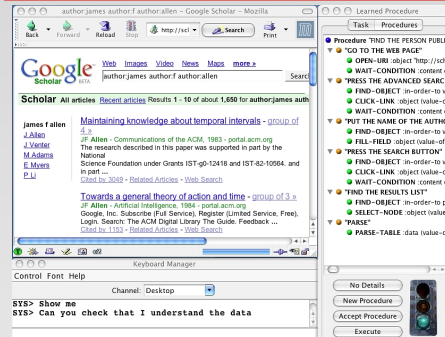 author:james author:f author:allen - Google Scholar - Mozilla
Back Forward Reload Stop http://scl Search Print
Web Images Video News Maps more »
Google
Scholar BETA
author:james author:f author:allen
Search
Scholar All articles Recent articles Results 1 - 10 of about 1,650 for author:james auth
james f allen
J Allen
J Venter
M Adams
E Myers
P Li
Maintaining knowledge about temporal intervals - group of
4 »
JF Allen - Communications of the ACM, 1983 - portal.acm.org
The research described in this paper was supported in part by the
National
Science Foundation under Grants IST-g0-12418 and IST-82-10564. and
in part ...
Cited by 3049 - Related Articles - Web Search
Towards a general theory of action and time - group of 3 »
JF Allen - Artificial Intelligence, 1984 - portal.acm.org
Google, Inc. Subscribe (Full Service), Register (Limited Service, Free),
Login. Search: The ACM Digital Library The Guide. Feedback ...
Cited by 1153 - Related Articles - Web Search
Keyboard Manager
Control Font Help
Channel: Desktop
SYS> Show me
SYS> Can you check that I understand the data
Learned Procedure
Task Procedures
Procedure "FIND THE PERSON PUBLI
"GO TO THE WEB PAGE"
OPEN-URI :object "http://sch
WAIT-CONDITION :content
"PRESS THE ADVANCED SEARC
FIND-OBJECT :in-order-to v
CLICK-LINK :object (value-o
WAIT-CONDITION :content
"PUT THE NAME OF THE AUTHO
FIND-OBJECT :in-order-to v
FILL-FIELD :object (value-of
"PRESS THE SEARCH BUTTON"
FIND-OBJECT :in-order-to v
CLICK-LINK :object (value-o
WAIT-CONDITION :content
"FIND THE RESULTS LIST"
FIND-OBJECT :in-order-to p
SELECT-NODE :object (value
"PARSE"
PARSE-TABLE :data (value-o
No Details
New Procedure
Accept Procedure
Execute